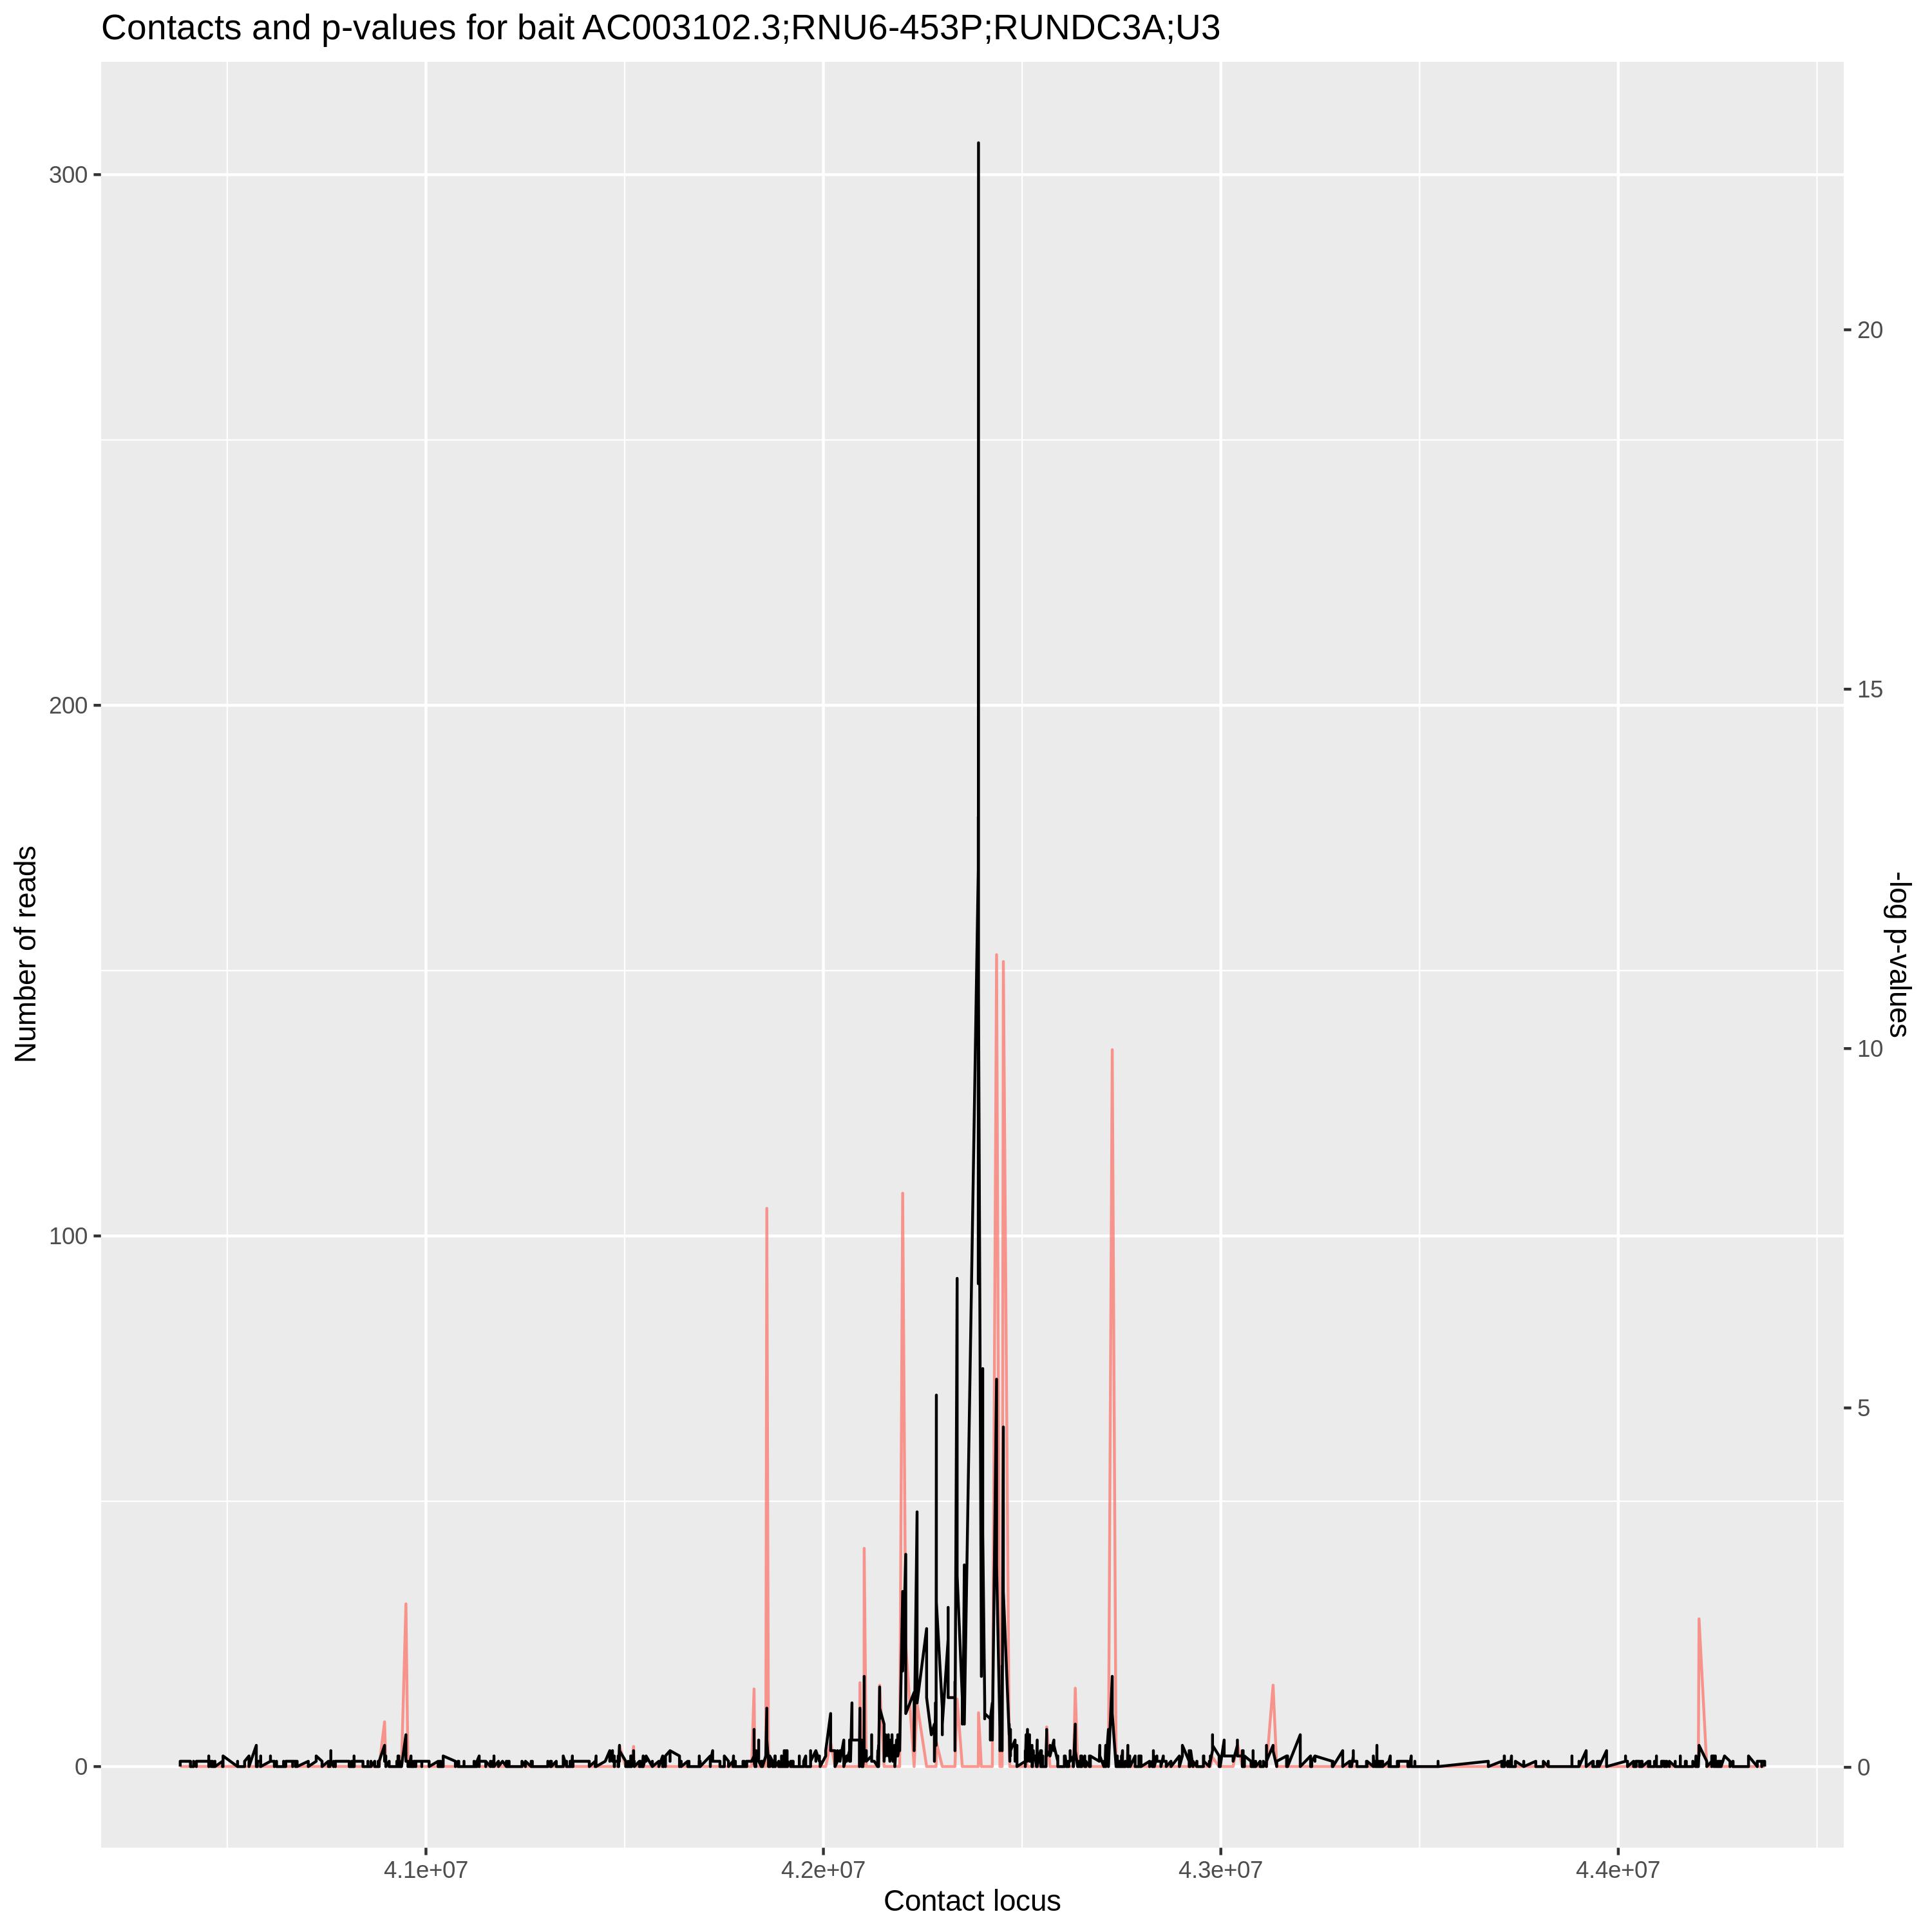 Contacts and p-values for bait AC003102.3;RNU6-453P;RUNDC3A;U3
300
200
100
0
Number of reads
20
15
10
5
0
-log p-values
4.1e+07 4.2e+07 4.3e+07 4.4e+07
Contact locus